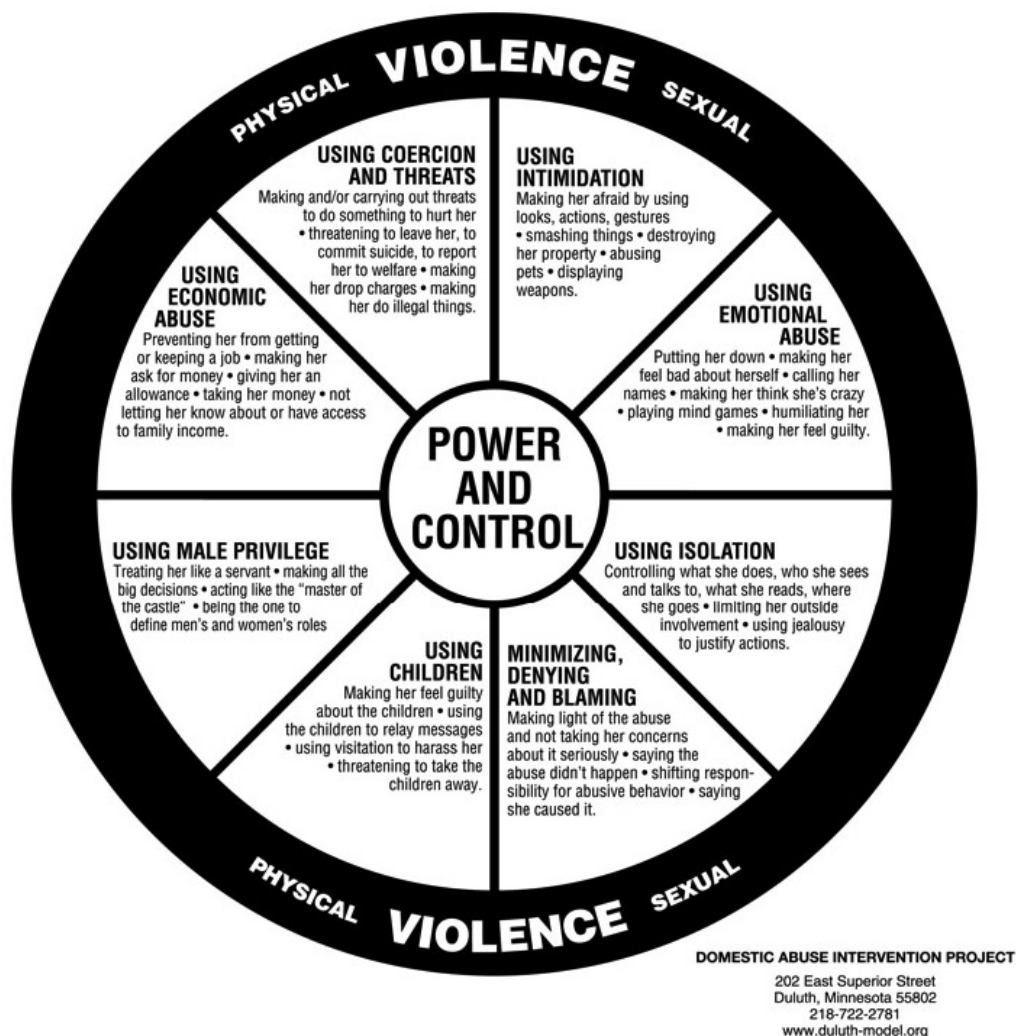 PHYSICAL VIOLENCE SEXUAL
USING COERCION
AND THREATS
Making and/or carrying out threats
to do something to hurt her
• threatening to leave her, to
commit suicide, to report
her to welfare • making
her drop charges • making
her do illegal things.
USING
INTIMIDATION
Making her afraid by using
looks, actions, gestures
• smashing things • destroying
her property • abusing
pets • displaying
weapons.
USING
ECONOMIC
ABUSE
Preventing her from getting
or keeping a job • making her
ask for money • giving her an
allowance • taking her money • not
letting her know about or have access
to family income.
USING
EMOTIONAL
ABUSE
Putting her down • making her
feel bad about herself • calling her
names • making her think she's crazy
• playing mind games • humiliating her
• making her feel guilty.
POWER
AND
CONTROL
USING MALE PRIVILEGE
Treating her like a servant • making all the
big decisions • acting like the “master of
the castle” • being the one to
define men's and women's roles
USING ISOLATION
Controlling what she does, who she sees
and talks to, what she reads, where
she goes • limiting her outside
involvement • using jealousy
to justify actions.
USING
CHILDREN
Making her feel guilty
about the children • using
the children to relay messages
• using visitation to harass her
• threatening to take the
children away.
MINIMIZING,
DENYING
AND BLAMING
Making light of the abuse
and not taking her concerns
about it seriously • saying the
abuse didn't happen • shifting respon-
sibility for abusive behavior • saying
she caused it.
PHYSICAL VIOLENCE SEXUAL
DOMESTIC ABUSE INTERVENTION PROJECT
202 East Superior Street
Duluth, Minnesota 55802
218-722-2781
www.duluth-model.org